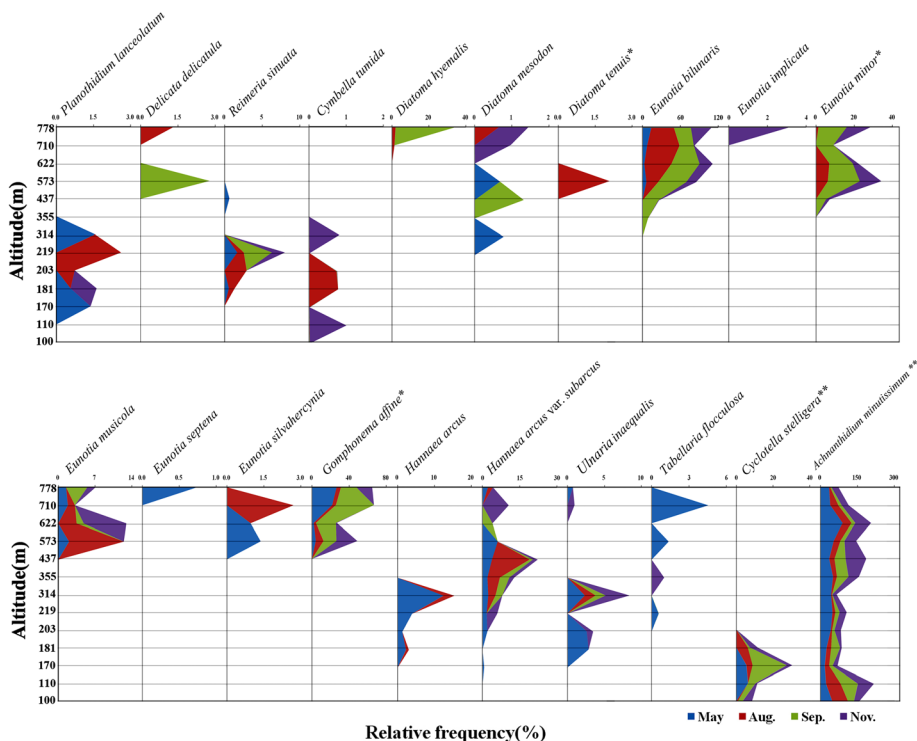 Planothidium lanceolatum
Delicata delicatula
Reimeria sinuata
Cymbella tumida
Diatoma hyemalis
Diatoma mesodon
Diatoma tenuis*
Eunotia bilunaris
Eunotia implicata
Eunotia minor*
0.0 1.5 3.0
0.0 1.5 3.0
0 5 10
0 1 2
0 20 40
0 1 2
0.0 1.5 3.0
0 60 120
0 2 4
0 20 40
Altitude(m)
778
710
622
573
437
355
314
219
203
181
170
110
100
Eunotia musicola
Eunotia septena
Eunotia silvahercynia
Gomphonema affine*
Hannaea arcus
Hannaea arcus var. subarcus
Ulnaria inaequalis
Tabellaria flocculosa
Cyclotella stelligera**
Achnanthidium minutissimum **
0 7 14
0.0 0.5 1.0
0.0 1.5 3.0
0 40 80
0 10 20
0 15 30
0 5 10
0 3 6
0 20 40
0 150 300
Altitude(m)
778
710
622
573
437
355
314
219
203
181
170
110
100
May Aug. Sep. Nov.
Relative frequency(%)